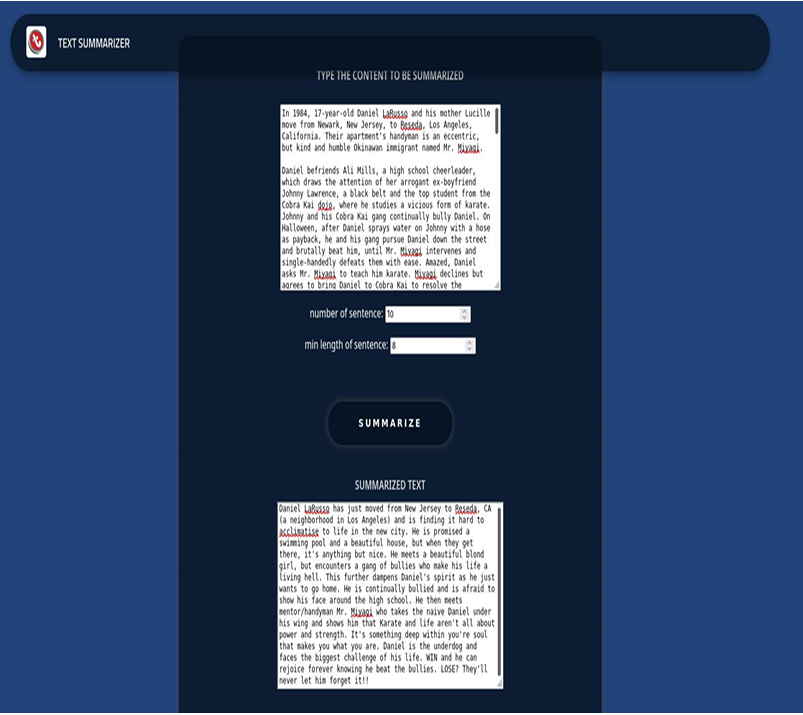 TEXT SUMMARIZER
TYPE THE CONTENT TO BE SUMMARIZED
In 1984, 17-year-old Daniel LaRusso and his mother Lucille
move from Newark, New Jersey, to Reseda, Los Angeles,
California. Their apartment's handyman is an eccentric,
but kind and humble Okinawan immigrant named Mr. Miyagi.
Daniel befriends Ali Mills, a high school cheerleader,
which draws the attention of her arrogant ex-boyfriend
Johnny Lawrence, a black belt and the top student from the
Cobra Kai dojo, where he studies a vicious form of karate.
Johnny and his Cobra Kai gang continually bully Daniel. On
Halloween, after Daniel sprays water on Johnny with a hose
as payback, he and his gang pursue Daniel down the street
and brutally beat him, until Mr. Miyagi intervenes and
single-handedly defeats them with ease. Amazed, Daniel
asks Mr. Miyagi to teach him karate. Miyagi declines but
agrees to bring Daniel to Cobra Kai to resolve the
number of sentence: 10
min length of sentence: 8
SUMMARIZE
SUMMARIZED TEXT
Daniel LaRusso has just moved from New Jersey to Reseda, CA
(a neighborhood in Los Angeles) and is finding it hard to
acclimatise to life in the new city. He is promised a
swimming pool and a beautiful house, but when they get
there, it's anything but nice. He meets a beautiful blond
girl, but encounters a gang of bullies who make his life a
living hell. This further dampens Daniel's spirit as he just
wants to go home. He is continually bullied and is afraid to
show his face around the high school. He then meets
mentor/handyman Mr. Miyagi who takes the naive Daniel under
his wing and shows him that Karate and life aren't all about
power and strength. It's something deep within you're soul
that makes you what you are. Daniel is the underdog and
faces the biggest challenge of his life. WIN and he can
rejoice forever knowing he beat the bullies. LOSE? They'll
never let him forget it!!